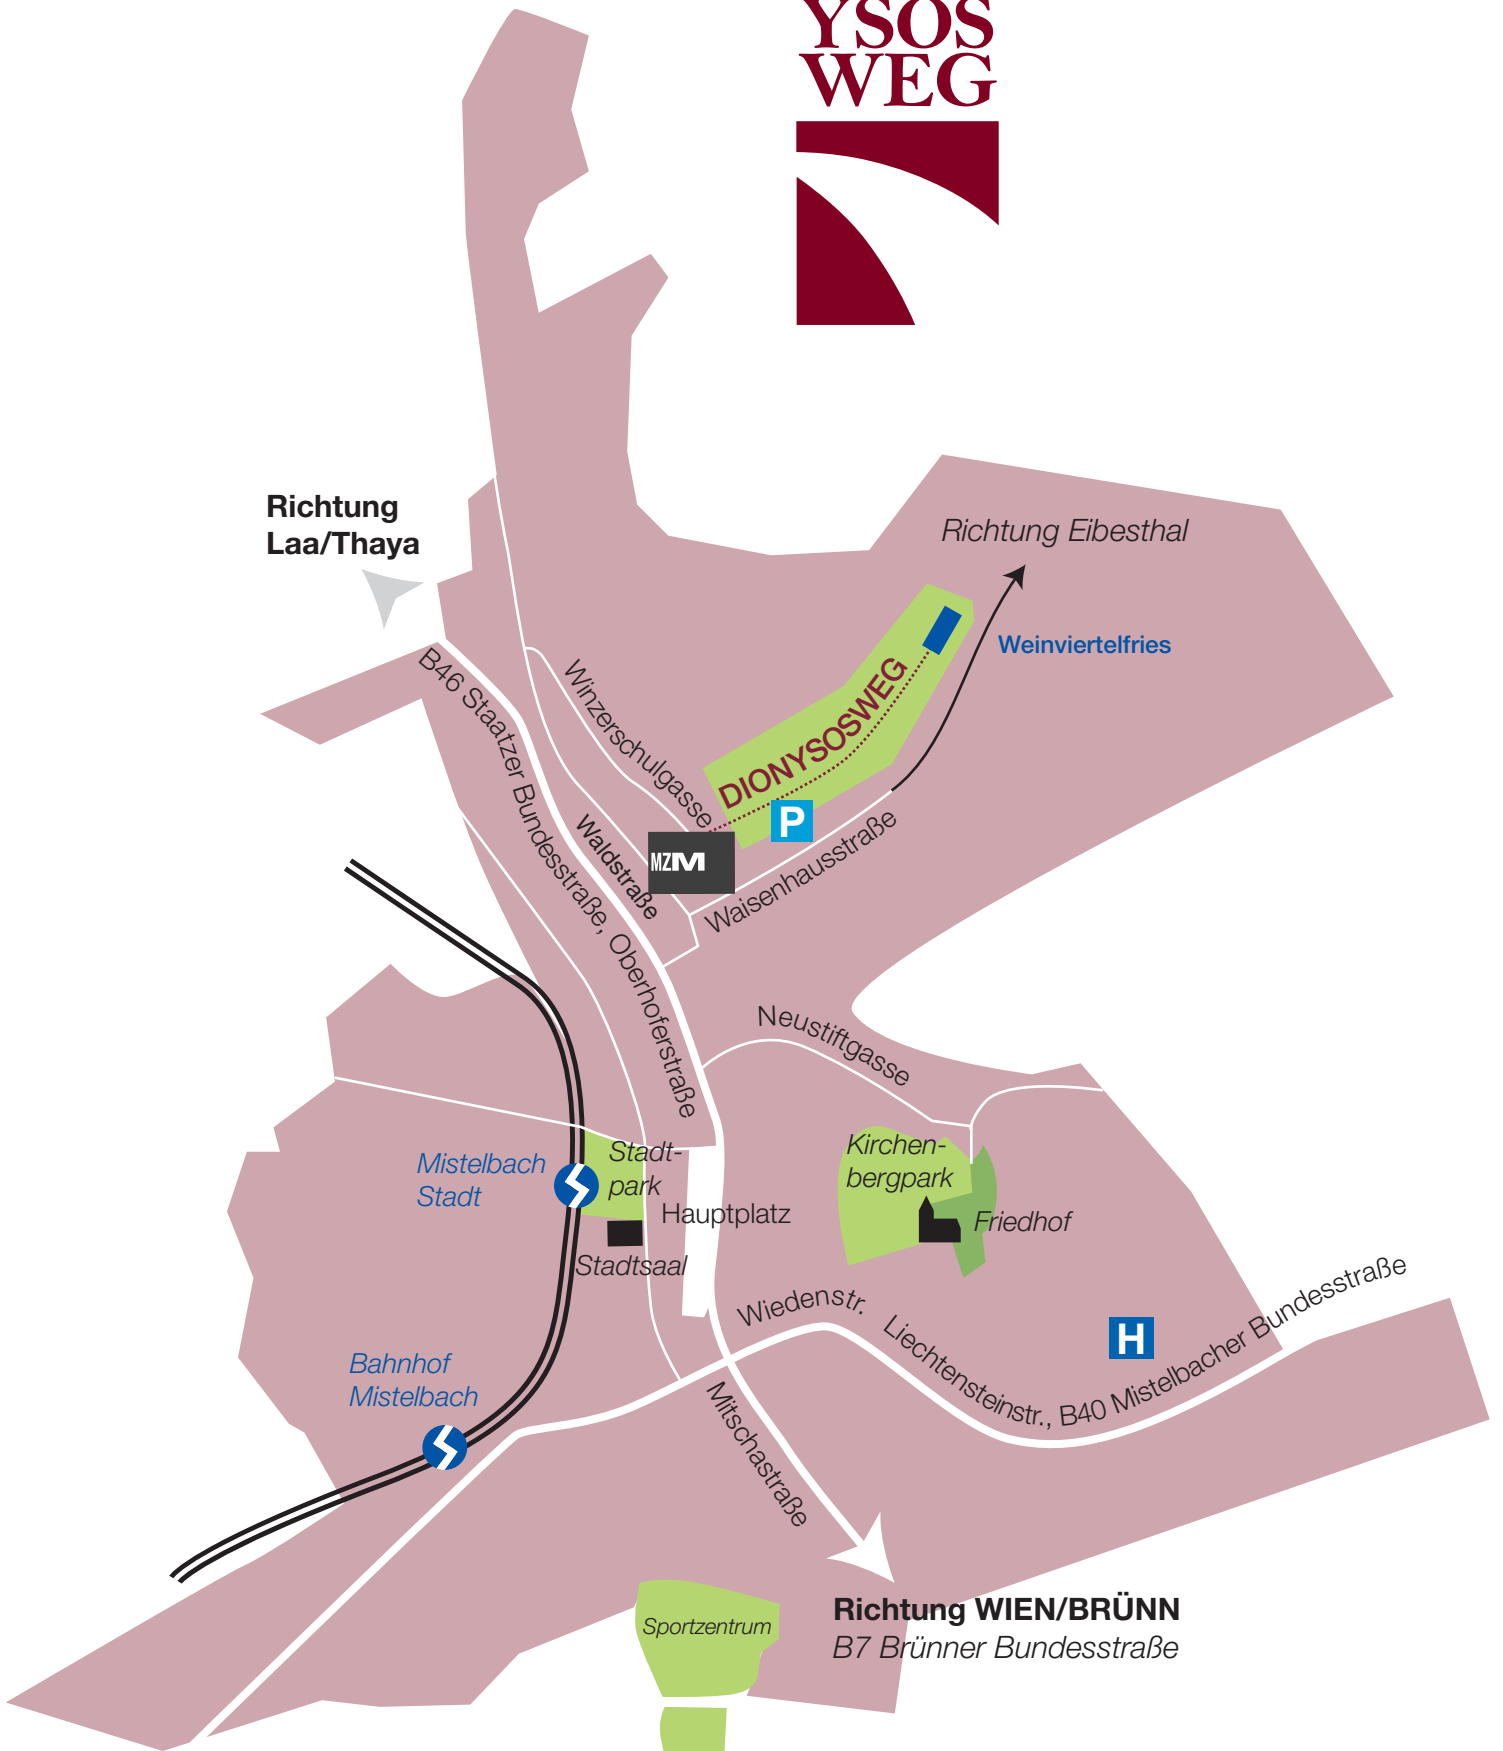 YSOS
WEG
Richtung
Laa/Thaya
Richtung Eibesthal
Weinviertelfries
B46 Staatzer Bundesstraße, Oberhoferstraße
Winzerschulgasse
DIONYSOSWEG
P
Waldstraße
MZM
Waisenhausstraße
Neustiftgasse
Mistelbach
Stadt
Stadt-
park
Kirchen-
bergpark
Hauptplatz
Friedhof
Stadtsaal
Wiedenstr.
Liechtensteinstr., B40 Mistelbacher Bundesstraße
H
Bahnhof
Mistelbach
Mitschastraße
Richtung WIEN/BRÜNN
B7 Brünner Bundesstraße
Sportzentrum